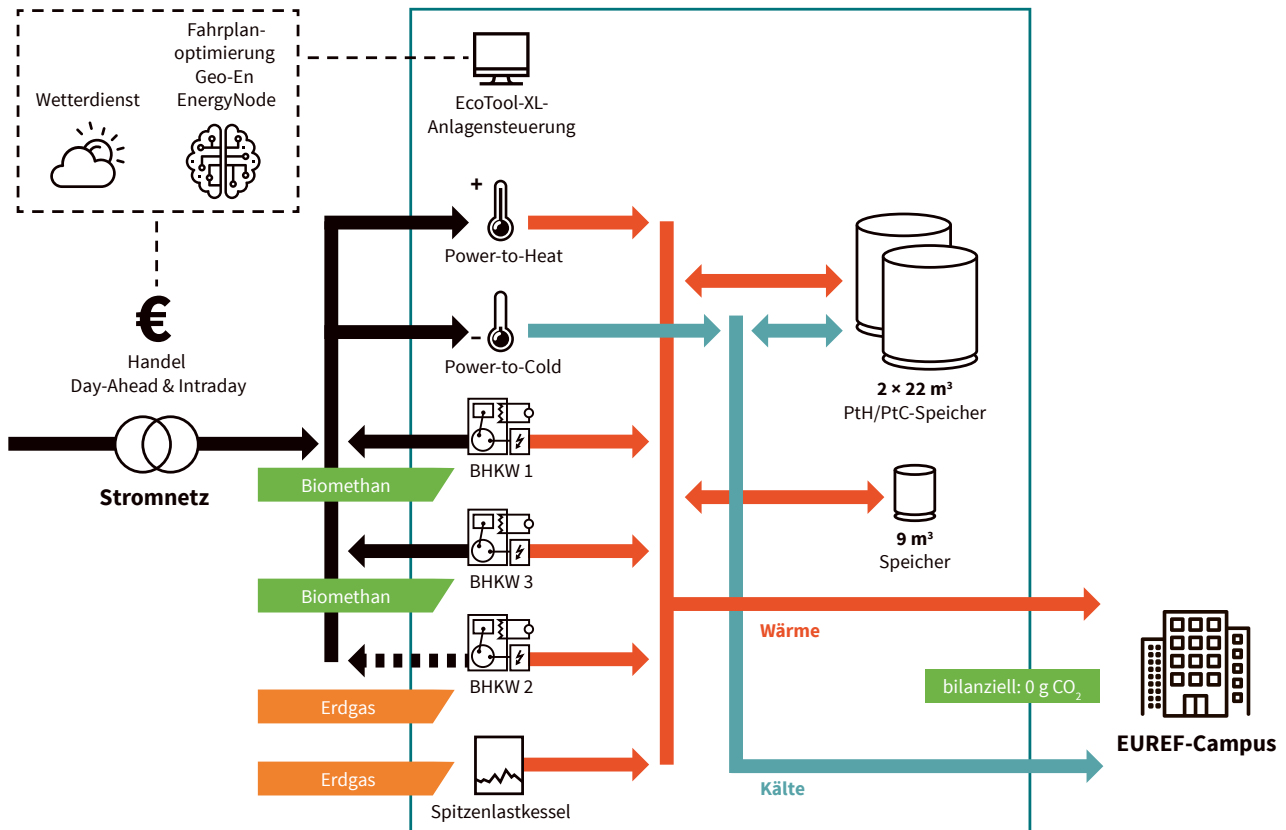 Fahrplan-
optimierung
Geo-En
EnergyNode
Wetterdienst
EcoTool-XL-
Anlagensteuerung
+
Power-to-Heat
–
Power-to-Cold
€
Handel
Day-Ahead & Intraday
Stromnetz
2 × 22 m³
PtH/PtC-Speicher
BHKW 1
Biomethan
9 m³
Speicher
BHKW 3
Biomethan
Wärme
BHKW 2
Erdgas
bilanziell: 0 g CO₂
EUREF-Campus
Erdgas
Kälte
Spitzenlastkessel